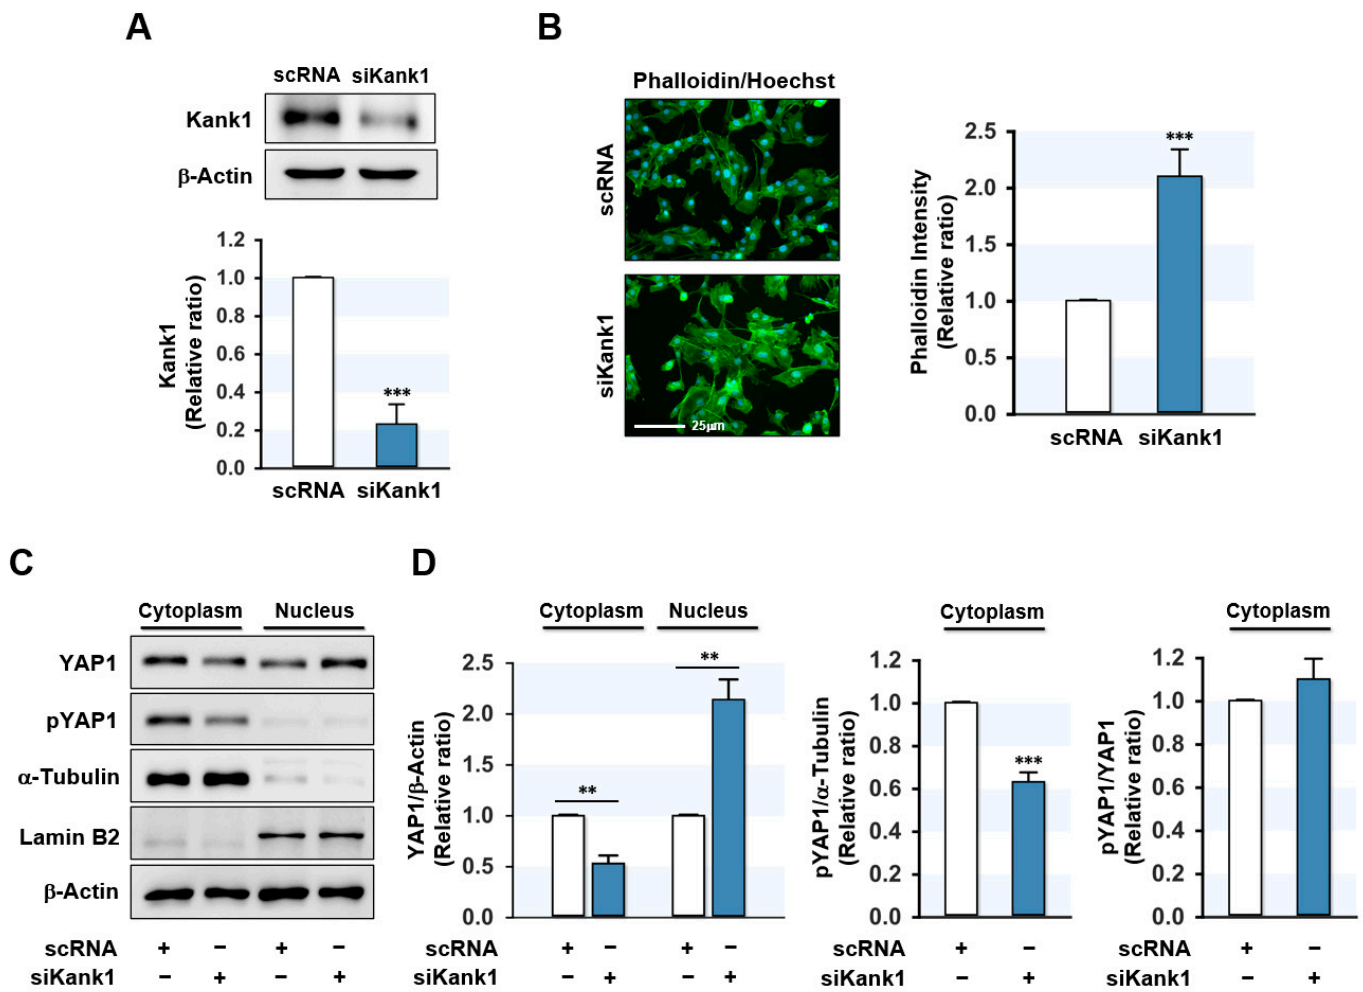 A
scRNA siKank1
Kank1
β-Actin
1.2
1.0
0.8
0.6
0.4
0.2
0.0
Kank1
(Relative ratio)
***
scRNA siKank1
B
Phalloidin/Hoechst
scRNA
siKank1
25μm
2.5
2.0
1.5
1.0
0.5
0.0
Phalloidin Intensity
(Relative ratio)
***
scRNA siKank1
C
Cytoplasm Nucleus
YAP1
pYAP1
α-Tubulin
Lamin B2
β-Actin
scRNA + − + −
siKank1 − + − +
D
Cytoplasm Nucleus
2.5
2.0
1.5
1.0
0.5
0.0
YAP1/β-Actin
(Relative ratio)
**
**
scRNA + − + −
siKank1 − + − +
Cytoplasm
1.2
1.0
0.8
0.6
0.4
0.2
0.0
pYAP1/α-Tubulin
(Relative ratio)
***
scRNA + −
siKank1 − +
Cytoplasm
1.2
1.0
0.8
0.6
0.4
0.2
0.0
pYAP1/YAP1
(Relative ratio)
scRNA + −
siKank1 − +